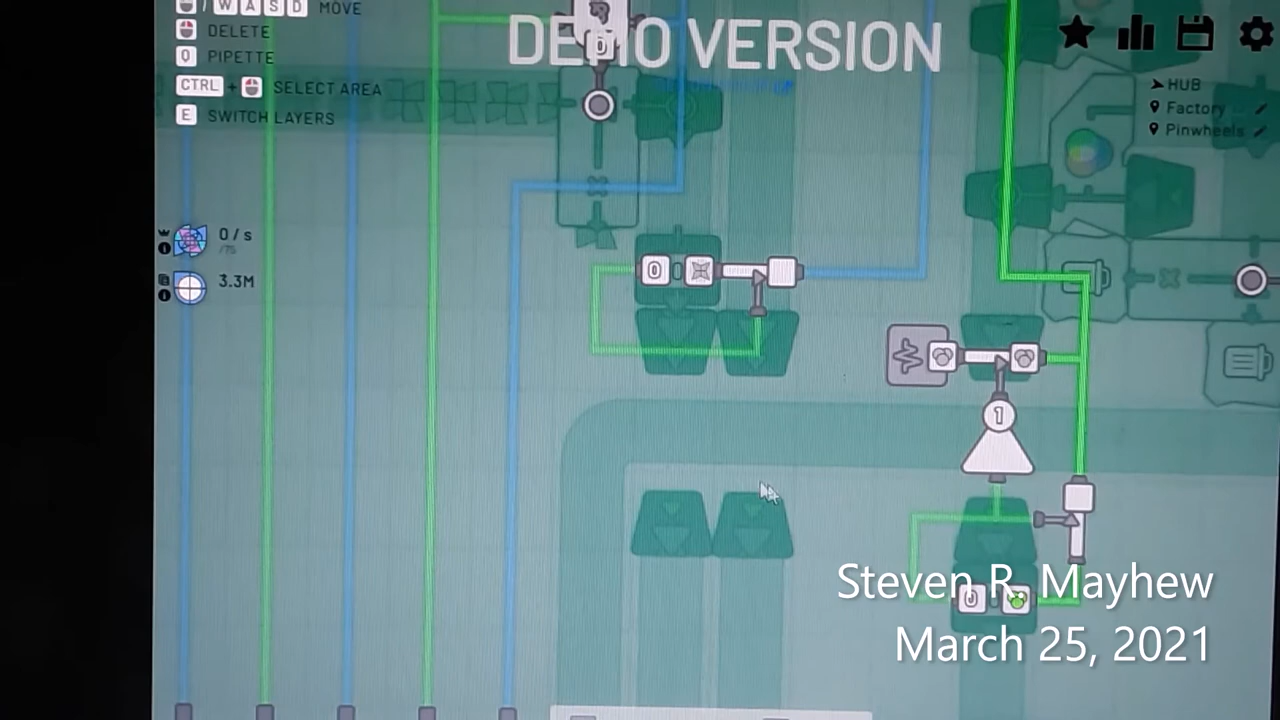 / W A S D MOVE
DELETE
Q PIPETTE
CTRL + SELECT AREA
E SWITCH LAYERS
DEMO VERSION
HUB
Factory
Pinwheels
0 / s
/75
3.3M
0
0
1
0
Steven R. Mayhew
March 25, 2021